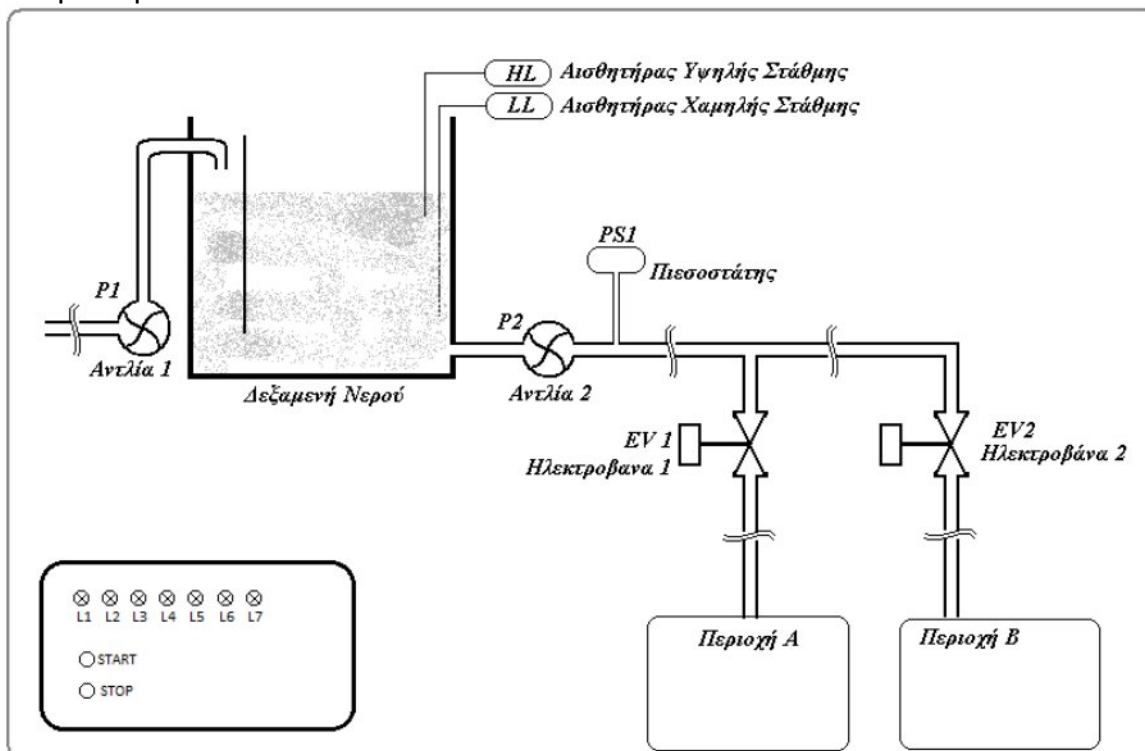 HL Αισθητήρας Υψηλής Στάθμης
LL Αισθητήρας Χαμηλής Στάθμης
PS1
Πιεσοστάτης
P1
P2
Αντλία 1
Δεξαμενή Νερού
Αντλία 2
EV 1
Ηλεκτροβανα 1
EV2
Ηλεκτροβάνα 2
L1 L2 L3 L4 L5 L6 L7
START
STOP
Περιοχή Α
Περιοχή Β